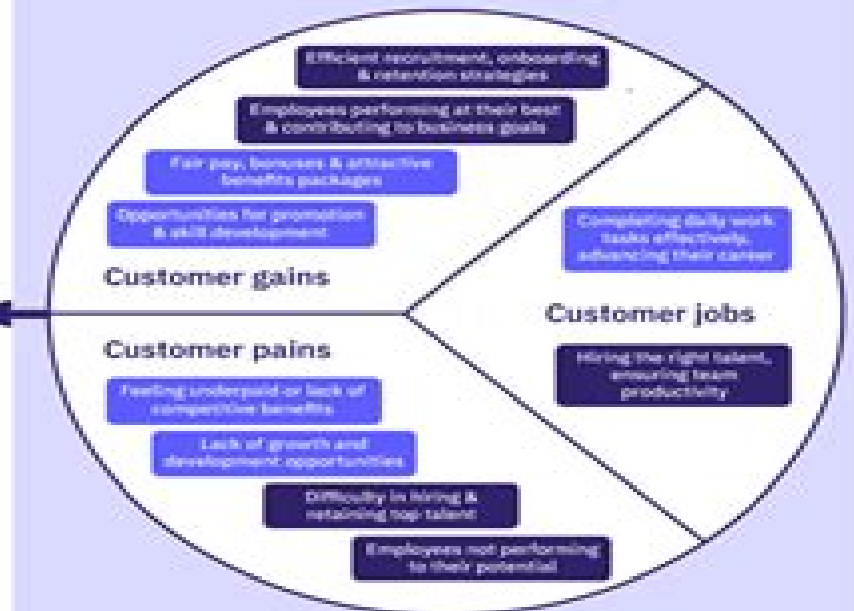 Efficient recruitment, onboarding
& retention strategies
Employees performing at their best
& contributing to business goals
Fair pay, bonuses & attractive
benefits packages
Opportunities for promotion
& skill development
Customer gains
Completing daily work
tasks effectively,
advancing their career
Customer jobs
Hiring the right talent,
ensuring team
productivity
Customer pains
Feeling underpaid or lack of
competitive benefits
Lack of growth and
development opportunities
Difficulty in hiring &
retaining top talent
Employees not performing
to their potential